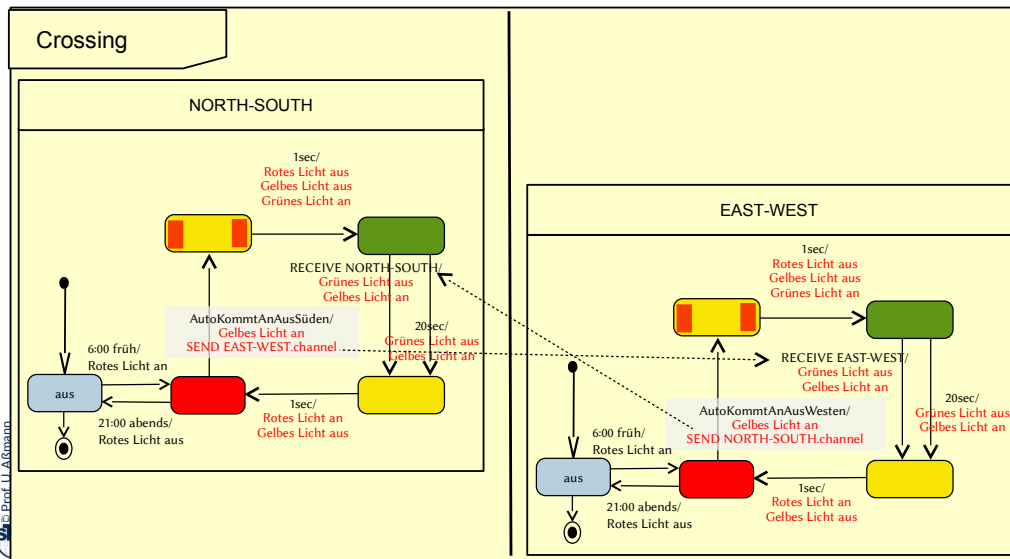 Crossing
NORTH-SOUTH
1sec/
Rotes Licht aus
Gelbes Licht aus
Grünes Licht an
RECEIVE NORTH-SOUTH/
Grünes Licht aus
Gelbes Licht an
AutoKommtAnAusSüden/
Gelbes Licht an
SEND EAST-WEST.channel
20sec/
Grünes Licht aus
Gelbes Licht an
6:00 früh/
Rotes Licht an
aus
21:00 abends/
Rotes Licht aus
1sec/
Rotes Licht an
Gelbes Licht aus
EAST-WEST
1sec/
Rotes Licht aus
Gelbes Licht aus
Grünes Licht an
RECEIVE EAST-WEST/
Grünes Licht aus
Gelbes Licht an
AutoKommtAnAusWesten/
Gelbes Licht an
SEND NORTH-SOUTH.channel
20sec/
Grünes Licht aus
Gelbes Licht an
6:00 früh/
Rotes Licht an
aus
21:00 abends/
Rotes Licht aus
1sec/
Rotes Licht an
Gelbes Licht aus
© Prof. U. Aßmann